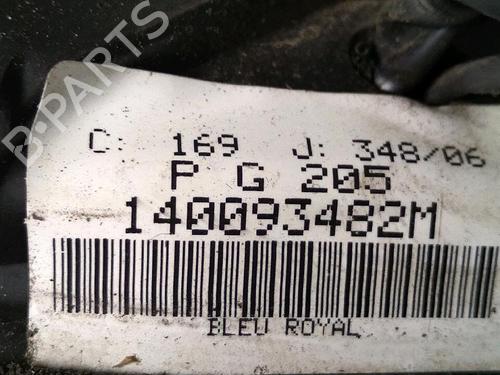 B-PARTS
C: 169 J: 348/06
P G 205
140093482M
BLEU ROYAL